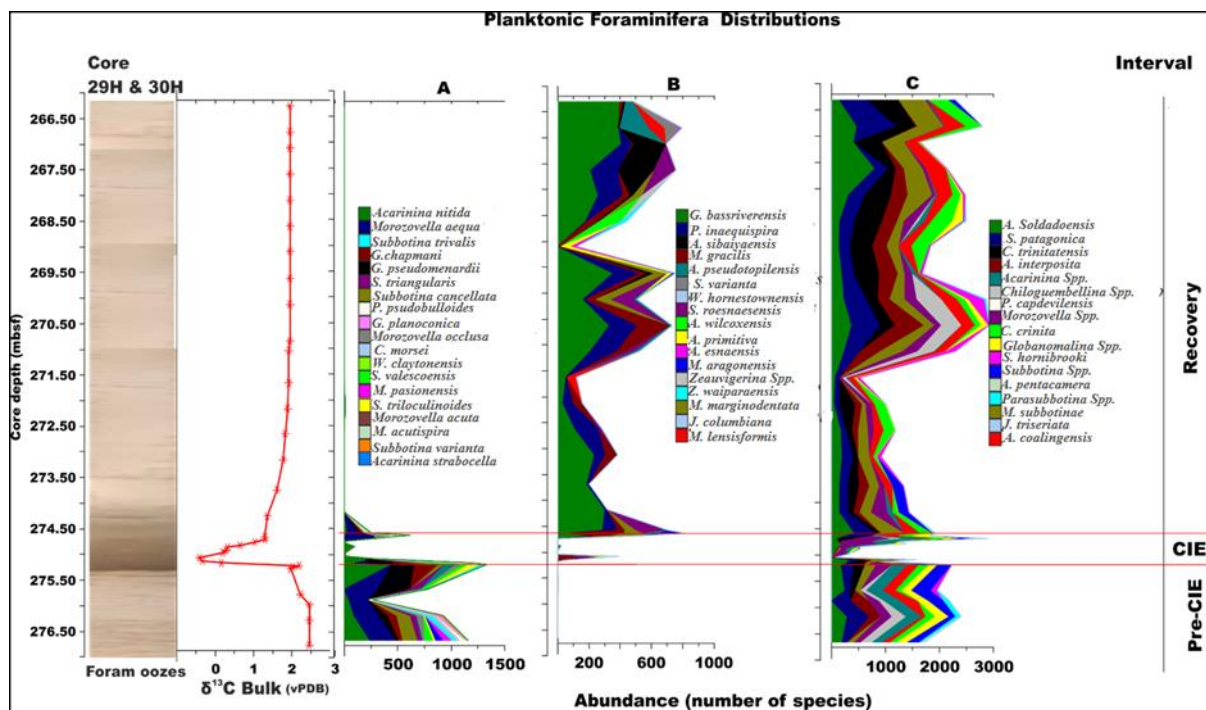 Planktonic Foraminifera Distributions
Core
29H & 30H
A
B
C
Interval
Core depth (mbsf)
266.50
267.50
268.50
269.50
270.50
271.50
272.50
273.50
274.50
275.50
276.50
Acarinina nitida
Morozovella aequa
Subbotina trivalis
G.chapmani
G. pseudomenardii
S. triangularis
Subbotina cancellata
P. psudobulloides
G. planoconica
Morozovella occlusa
C. morsei
W. claytonensis
S. valescoensis
M. pasionensis
S. triloculinoides
Morozovella acuta
M. acutispira
Subbotina varianta
Acarinina strabocella
G. bassriverensis
P. inaequispira
A. sibaiyaensis
M. gracilis
A. pseudotopilensis
S. varianta
W. hornestownensis
S. roesnaesensis
A. wilcoxensis
A. primitiva
A. esnaensis
M. aragonensis
Zeauvigerina Spp.
Z. waiparaensis
M. marginodentata
J. columbiana
M. lensisformis
A. Soldadoensis
S. patagonica
C. trinitatensis
A. interposita
Acarinina Spp.
Chiloguembellina Spp.
P. capdevilensis
Morozovella Spp.
C. crinita
Globanomalina Spp.
S. hornibrooki
Subbotina Spp.
A. pentacamera
Parasubbotina Spp.
M. subbotinae
J. triseriata
A. coalingensis
Recovery
CIE
Pre-CIE
Foram oozes
0 1 2 3
δ¹³C Bulk (vPDB)
500 1000 1500
200 400 600 800 1000
0 1000 2000 3000
Abundance (number of species)